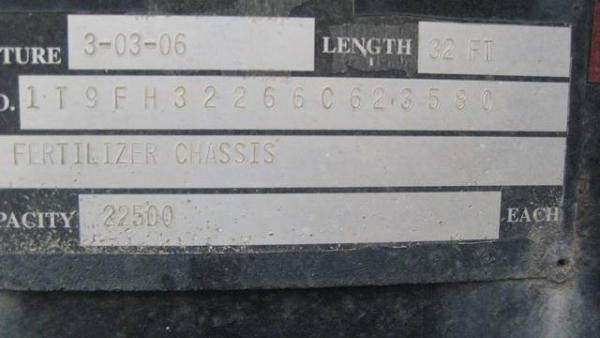 TURE 3-03-06 LENGTH 32 FT
O. 1T9FH32266C623580
FERTILIZER CHASSIS
PACITY 22500 EACH